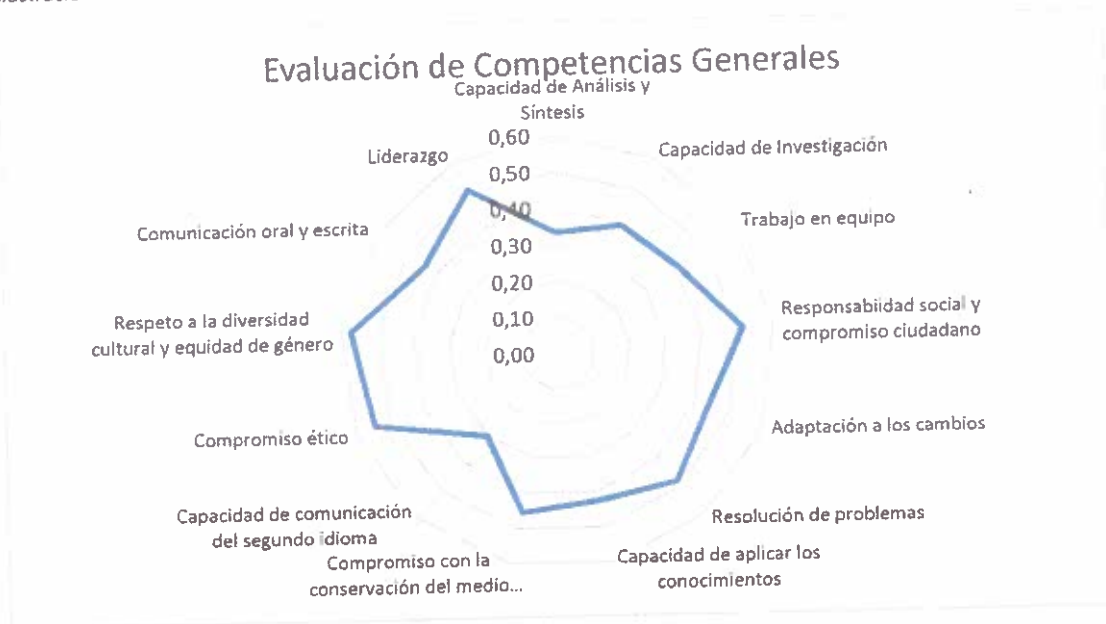 Evaluación de Competencias Generales
Capacidad de Análisis y
Síntesis
0,60
0,50
0,40
0,30
0,20
0,10
0,00
Capacidad de Investigación
Trabajo en equipo
Responsabiidad social y
compromiso ciudadano
Adaptación a los cambios
Resolución de problemas
Capacidad de aplicar los
conocimientos
Compromiso con la
conservación del medio...
Capacidad de comunicación
del segundo idioma
Compromiso ético
Respeto a la diversidad
cultural y equidad de género
Comunicación oral y escrita
Liderazgo